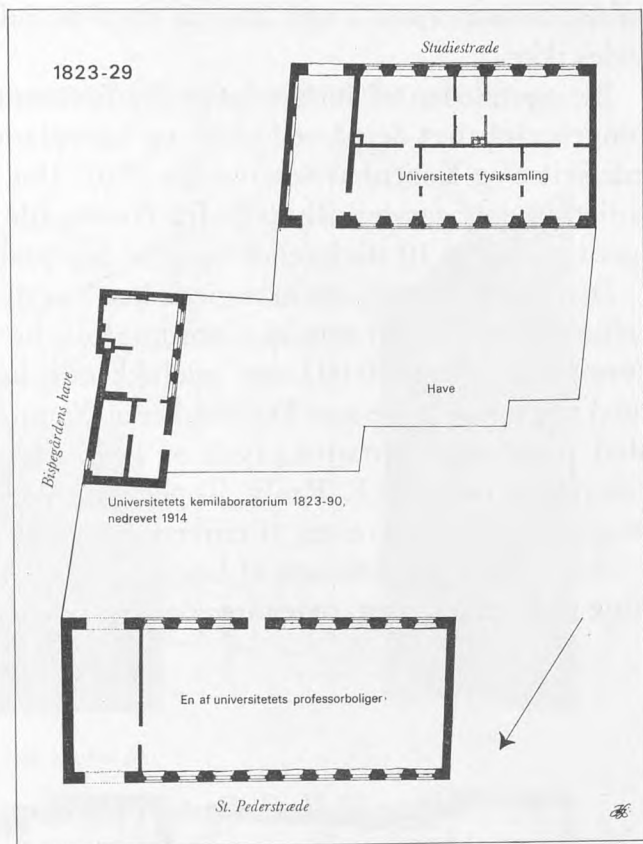 Studiestræde
1823-29
Universitetets fysiksamling
Have
Bispegårdens have
Universitetets kemilaboratorium 1823-90,
nedrevet 1914
En af universitetets professorboliger
St. Pederstræde